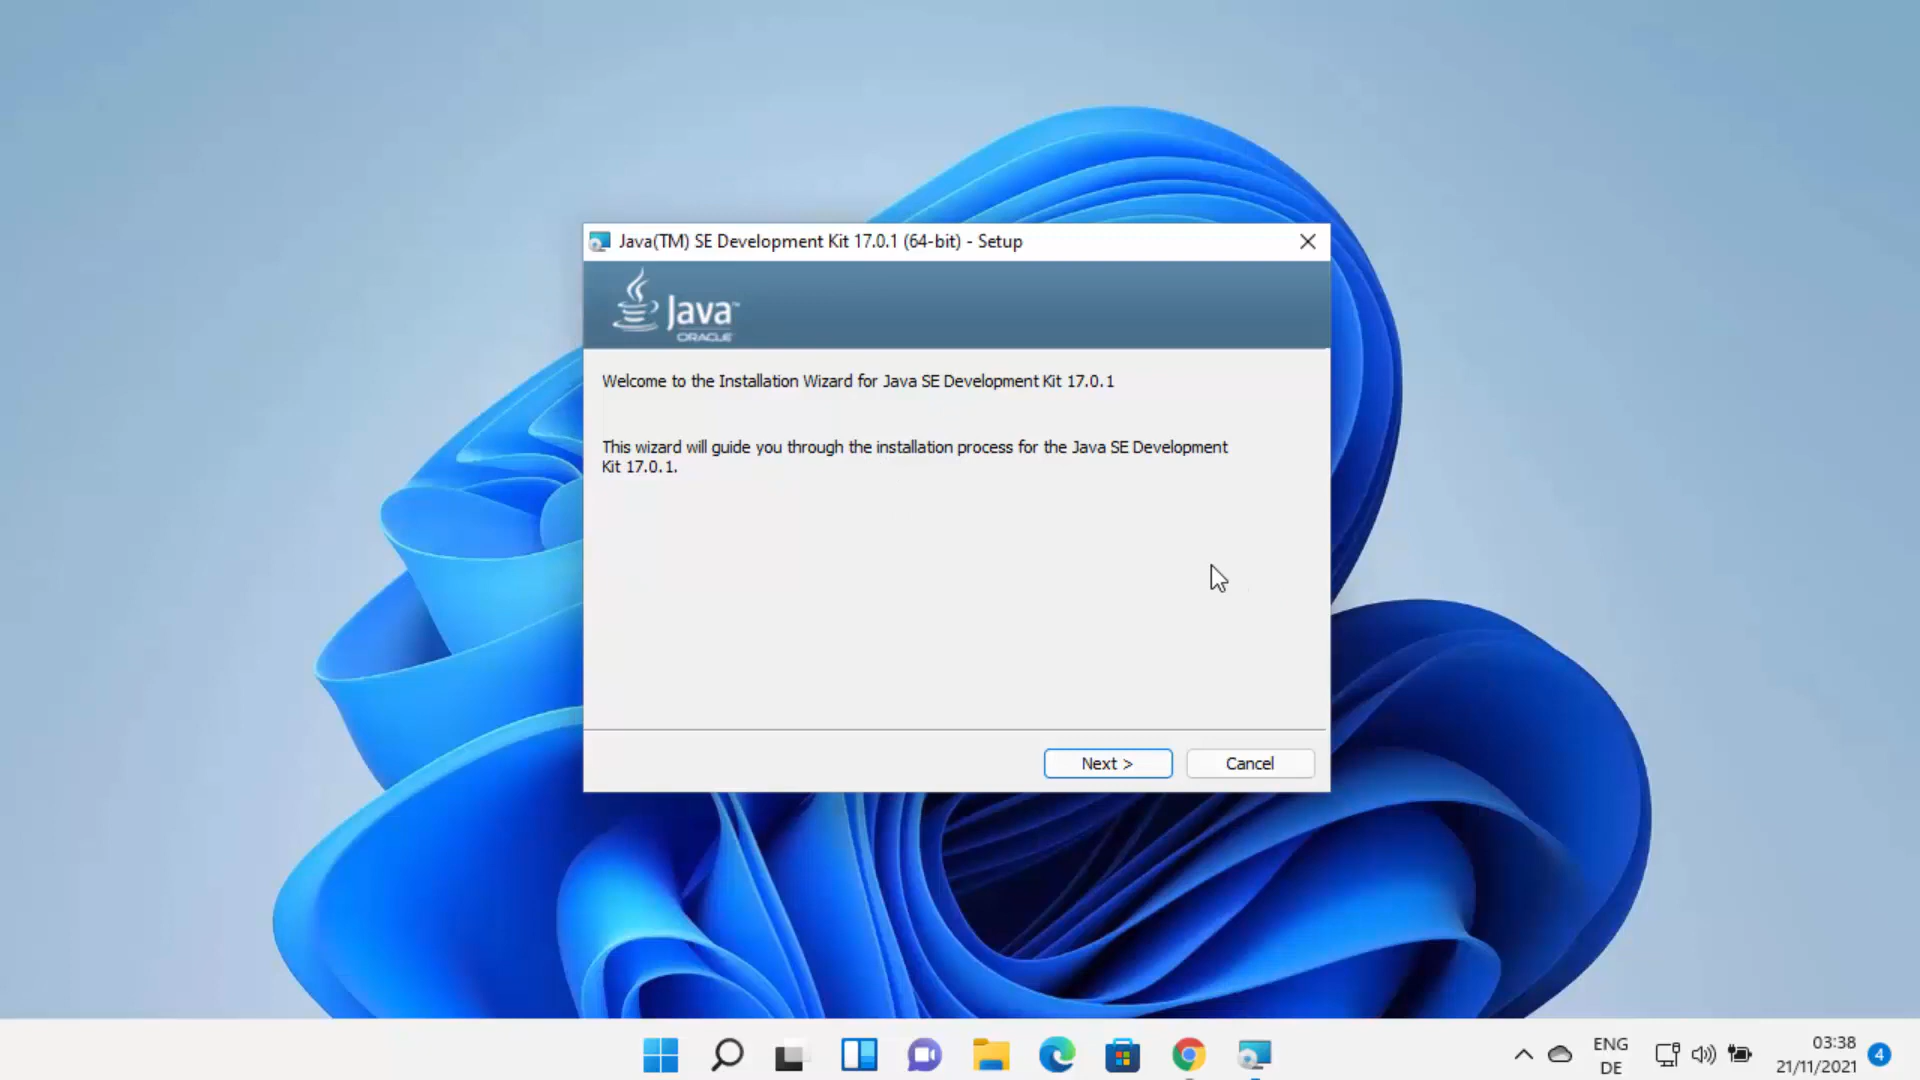 Java(TM) SE Development Kit 17.0.1 (64-bit) - Setup
Java™
ORACLE
Welcome to the Installation Wizard for Java SE Development Kit 17.0.1
This wizard will guide you through the installation process for the Java SE Development
Kit 17.0.1.
Next >
Cancel
ENG
DE
03:38
21/11/2021
4